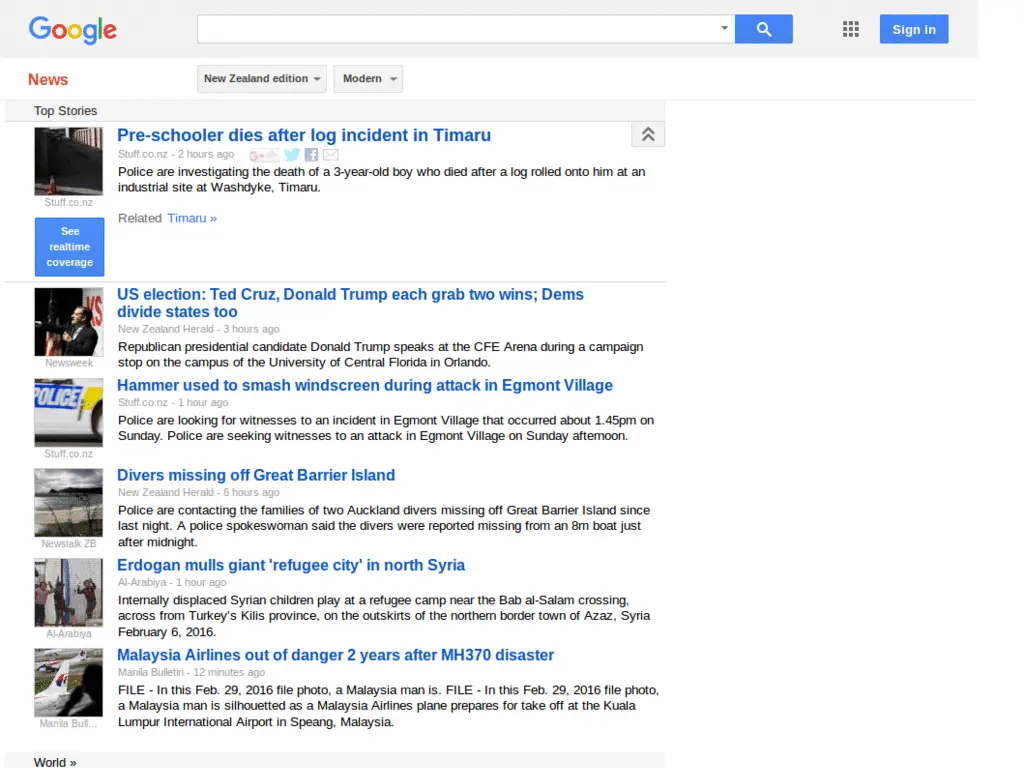 Google
Sign in
News
New Zealand edition
Modern
Top Stories
Pre-schooler dies after log incident in Timaru
Stuff.co.nz - 2 hours ago
Police are investigating the death of a 3-year-old boy who died after a log rolled onto him at an
industrial site at Washdyke, Timaru.
Stuff.co.nz
Related Timaru »
See
realtime
coverage
US election: Ted Cruz, Donald Trump each grab two wins; Dems
divide states too
New Zealand Herald - 3 hours ago
Republican presidential candidate Donald Trump speaks at the CFE Arena during a campaign
stop on the campus of the University of Central Florida in Orlando.
Newsweek
Hammer used to smash windscreen during attack in Egmont Village
Stuff.co.nz - 1 hour ago
POLICE
Police are looking for witnesses to an incident in Egmont Village that occurred about 1.45pm on
Sunday. Police are seeking witnesses to an attack in Egmont Village on Sunday afternoon.
Stuff.co.nz
Divers missing off Great Barrier Island
New Zealand Herald - 6 hours ago
Police are contacting the families of two Auckland divers missing off Great Barrier Island since
last night. A police spokeswoman said the divers were reported missing from an 8m boat just
after midnight.
Newstalk ZB
Erdogan mulls giant 'refugee city' in north Syria
Al-Arabiya - 1 hour ago
Internally displaced Syrian children play at a refugee camp near the Bab al-Salam crossing,
across from Turkey's Kilis province, on the outskirts of the northern border town of Azaz, Syria
February 6, 2016.
Al-Arabiya
Malaysia Airlines out of danger 2 years after MH370 disaster
Manila Bulletin - 12 minutes ago
FILE - In this Feb. 29, 2016 file photo, a Malaysia man is. FILE - In this Feb. 29, 2016 file photo,
a Malaysia man is silhouetted as a Malaysia Airlines plane prepares for take off at the Kuala
Lumpur International Airport in Speang, Malaysia.
Manila Bull...
World »